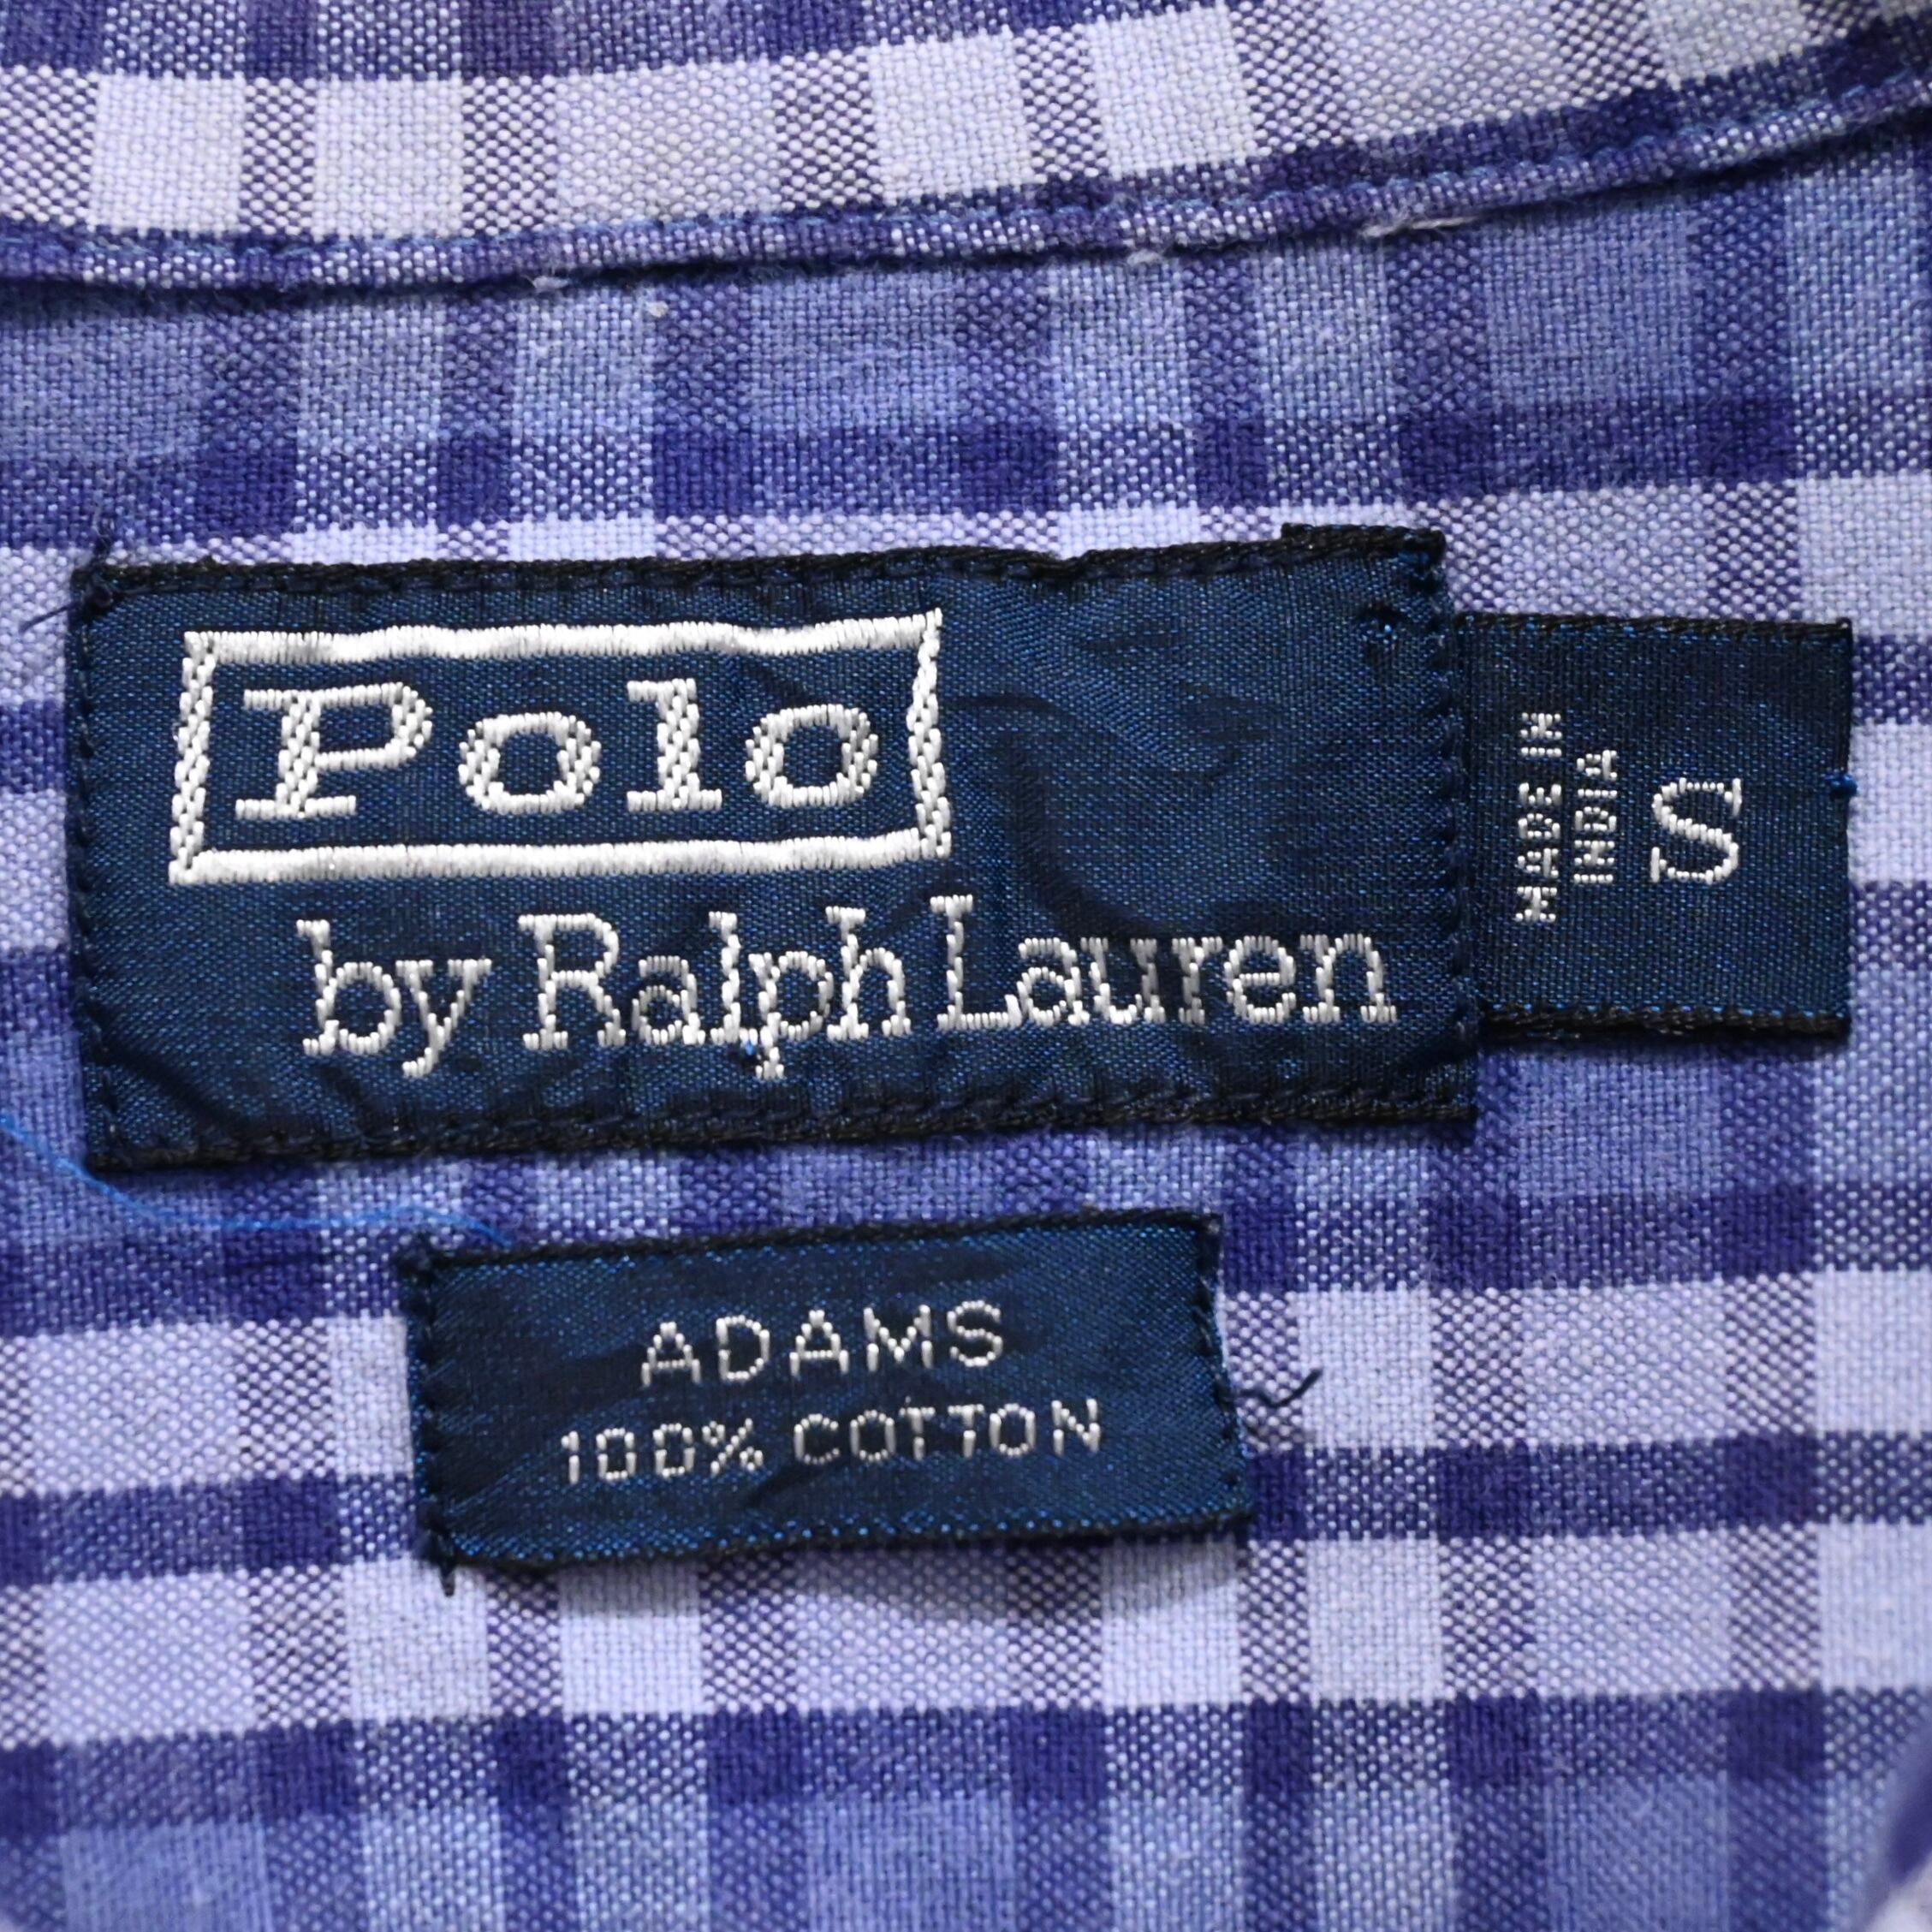 Polo
by Ralph Lauren
MADE IN
INDIA
S
ADAMS
100% COTTON